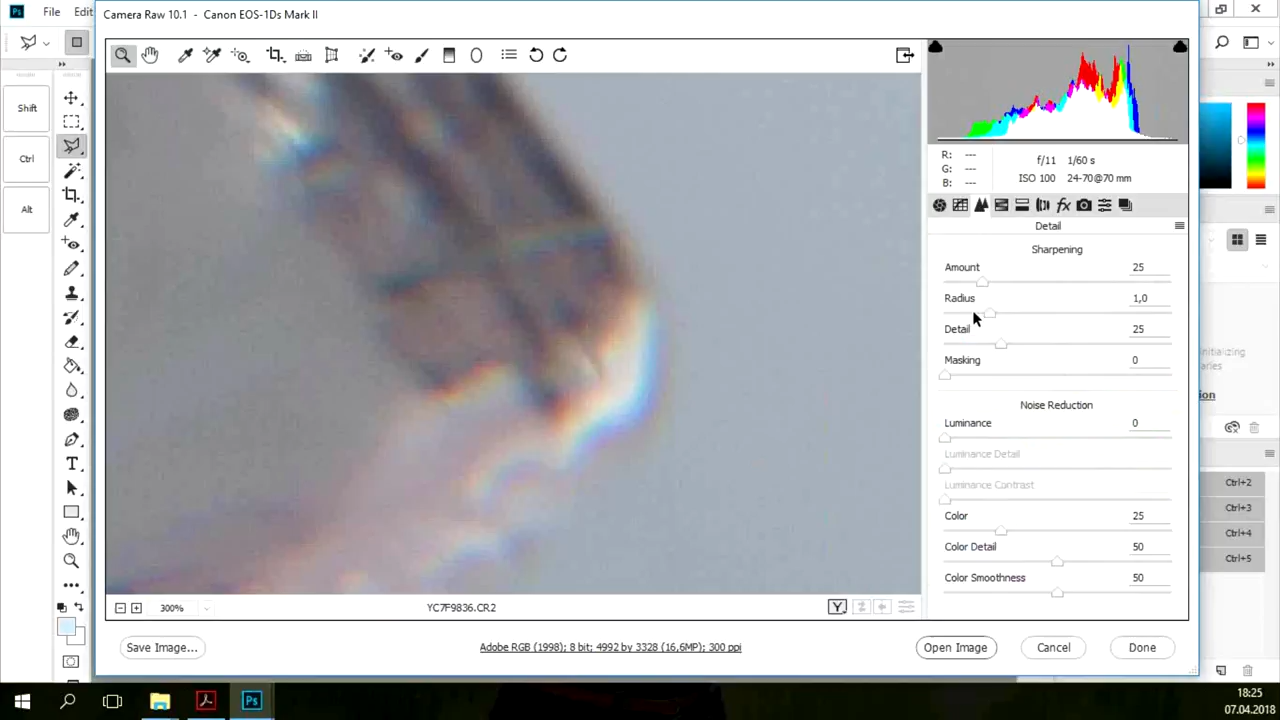 Ps File Edit
Camera Raw 10.1 - Canon EOS-1Ds Mark II
Shift
Ctrl
Alt
R: ---
G: ---
B: ---
f/11 1/60 s
ISO 100 24-70@70 mm
Detail
Sharpening
Amount 25
Radius 1,0
Detail 25
Masking 0
Noise Reduction
Luminance 0
Luminance Detail
Luminance Contrast
Color 25
Color Detail 50
Color Smoothness 50
Ctrl+2
Ctrl+3
Ctrl+4
Ctrl+5
300%
YC7F9836.CR2
Y
Save Image...
Adobe RGB (1998); 8 bit; 4992 by 3328 (16,6MP); 300 ppi
Open Image
Cancel
Done
Ps
18:25
07.04.2018